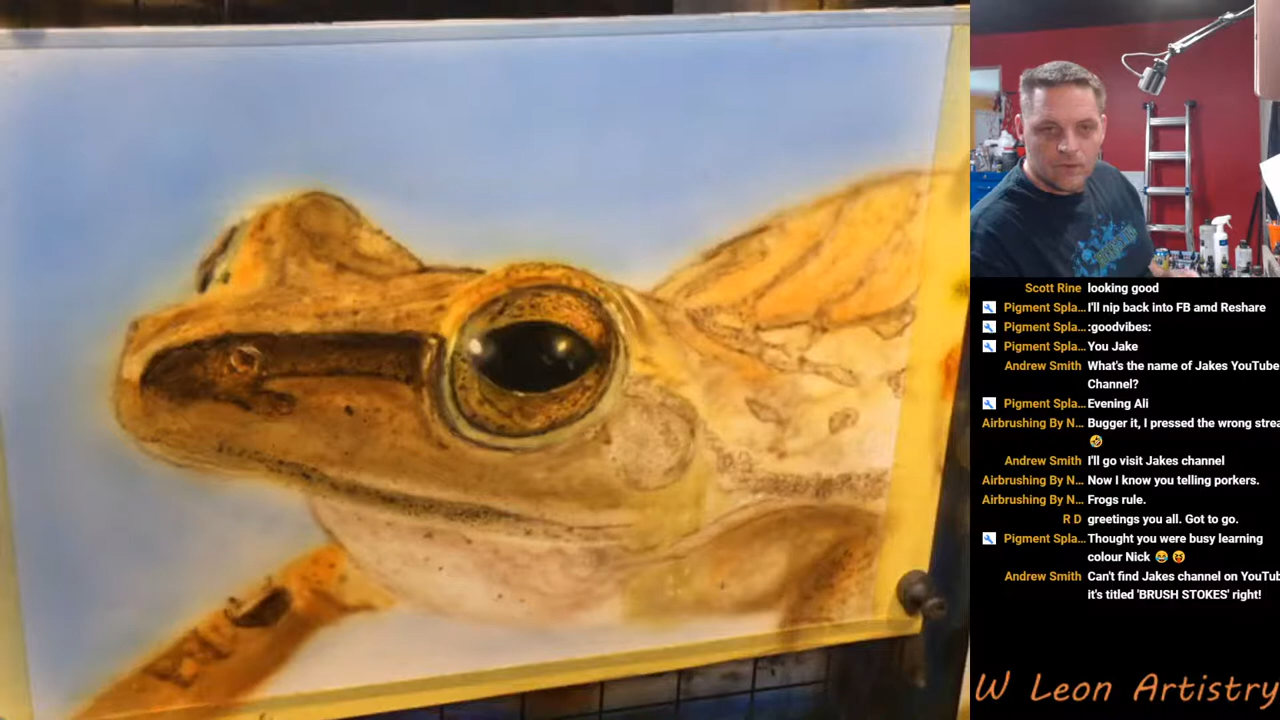 Scott Rine looking good
Pigment Spla... I'll nip back into FB amd Reshare
Pigment Spla... :goodvibes:
Pigment Spla... You Jake
Andrew Smith What's the name of Jakes YouTube
Channel?
Pigment Spla... Evening Ali
Airbrushing By N... Bugger it, I pressed the wrong strea
🤣
Andrew Smith I'll go visit Jakes channel
Airbrushing By N... Now I know you telling porkers.
Airbrushing By N... Frogs rule.
R D greetings you all. Got to go.
Pigment Spla... Thought you were busy learning
colour Nick 😂 😝
Andrew Smith Can't find Jakes channel on YouTub
it's titled 'BRUSH STOKES' right!
W Leon Artistry